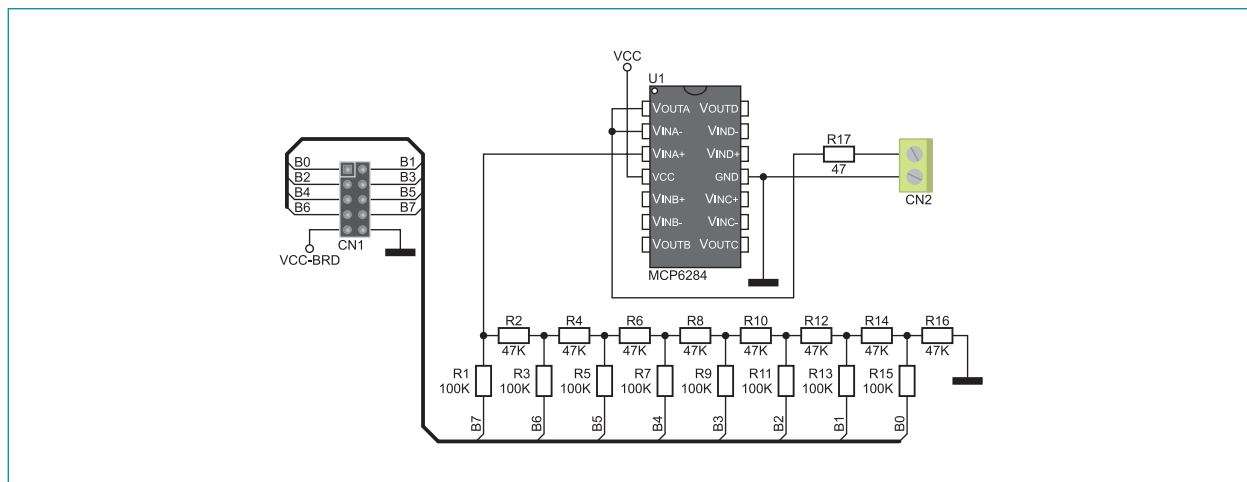 VCC
U1
VOUTA VOUTD
VINA- VIND-
VINA+ VIND+
VCC GND
VINB+ VINC+
VINB- VINC-
VOUTB VOUTC
MCP6284
R17
47
CN2
B0 B1
B2 B3
B4 B5
B6 B7
CN1
VCC-BRD
R2 R4 R6 R8 R10 R12 R14 R16
47K 47K 47K 47K 47K 47K 47K 47K
R1 R3 R5 R7 R9 R11 R13 R15
100K 100K 100K 100K 100K 100K 100K 100K
B7 B6 B5 B4 B3 B2 B1 B0